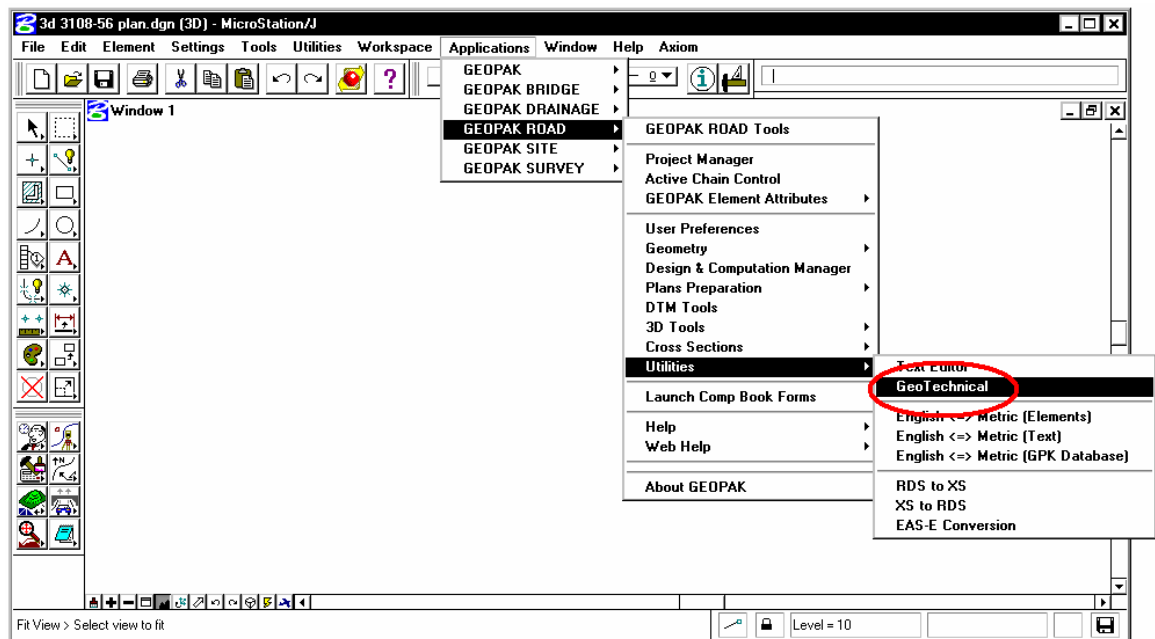 3d 3108-56 plan.dgn (3D) - MicroStation/J
File Edit Element Settings Tools Utilities Workspace Applications Window Help Axiom
Window 1
GEOPAK
GEOPAK BRIDGE
GEOPAK DRAINAGE
GEOPAK ROAD
GEOPAK SITE
GEOPAK SURVEY
GEOPAK ROAD Tools
Project Manager
Active Chain Control
GEOPAK Element Attributes
User Preferences
Geometry
Design & Computation Manager
Plans Preparation
DTM Tools
3D Tools
Cross Sections
Utilities
Launch Comp Book Forms
Help
Web Help
About GEOPAK
Text Editor
GeoTechnical
English <=> Metric (Elements)
English <=> Metric (Text)
English <=> Metric (GPK Database)
RDS to XS
XS to RDS
EAS-E Conversion
Fit View > Select view to fit
Level = 10